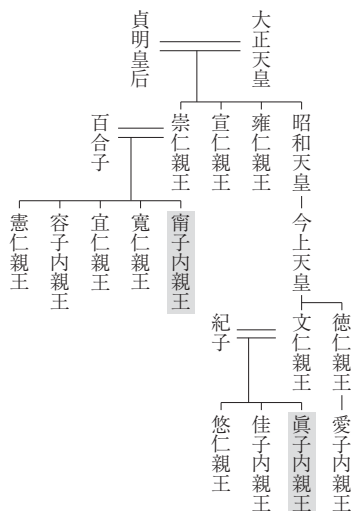 大正天皇
貞明皇后
昭和天皇
雍仁親王
宣仁親王
崇仁親王
百合子
今上天皇
甯子内親王
寬仁親王
宜仁親王
容子内親王
憲仁親王
徳仁親王
文仁親王
紀子
愛子内親王
眞子内親王
佳子内親王
悠仁親王